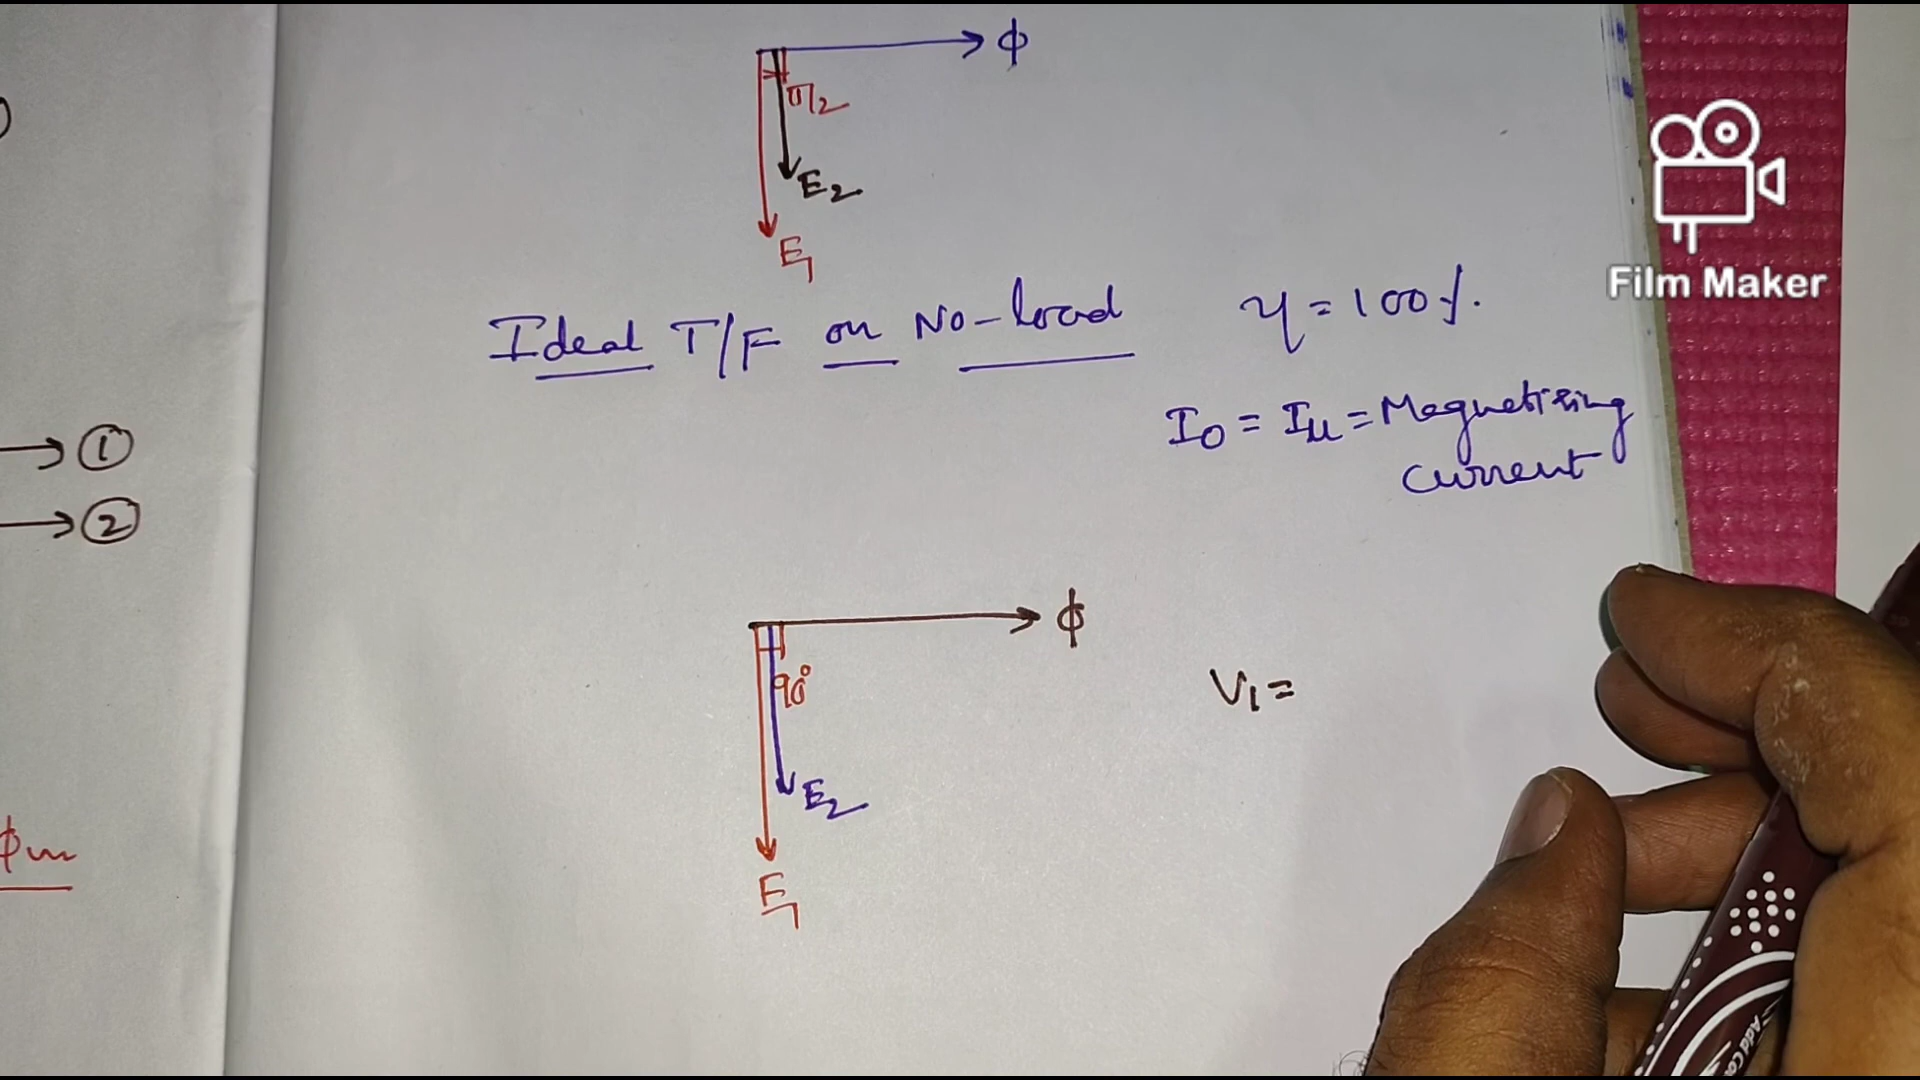 ϕ
π/2
E2
E1
Ideal T/F on No-load
η = 100%.
I0 = Iμ = Magnetising
current
→ ①
→ ②
ϕ
90°
V1 =
E2
E1
ϕm
Film Maker